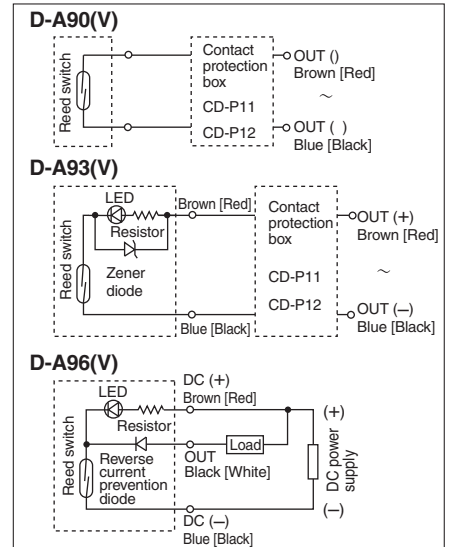 D-A90(V)
Reed switch
Contact
protection
box
CD-P11
CD-P12
OUT ()
Brown [Red]
～
OUT ( )
Blue [Black]
D-A93(V)
LED
Resistor
Zener
diode
Reed switch
Brown [Red]
Blue [Black]
Contact
protection
box
CD-P11
CD-P12
OUT (+)
Brown [Red]
～
OUT (—)
Blue [Black]
D-A96(V)
LED
Resistor
Reed switch
Reverse
current
prevention
diode
DC (+)
Brown [Red]
OUT
Black [White]
Load
DC (—)
Blue [Black]
(+)
DC power
supply
(—)